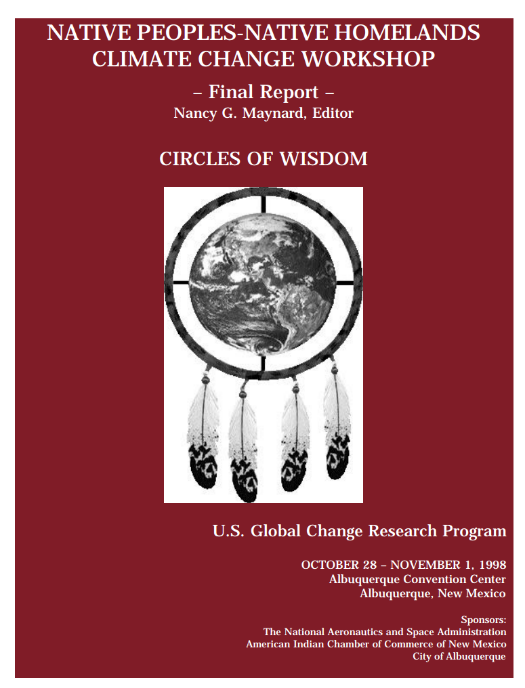 NATIVE PEOPLES-NATIVE HOMELANDS
CLIMATE CHANGE WORKSHOP
– Final Report –
Nancy G. Maynard, Editor
CIRCLES OF WISDOM
U.S. Global Change Research Program
OCTOBER 28 – NOVEMBER 1, 1998
Albuquerque Convention Center
Albuquerque, New Mexico
Sponsors:
The National Aeronautics and Space Administration
American Indian Chamber of Commerce of New Mexico
City of Albuquerque